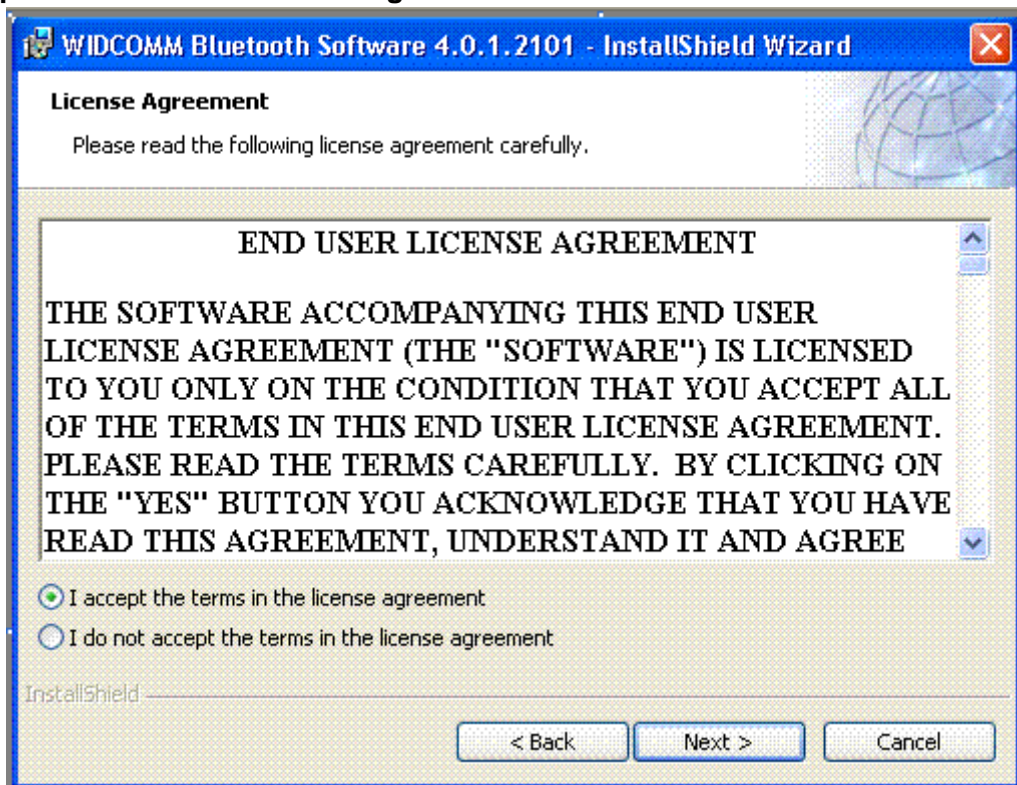 WIDCOMM Bluetooth Software 4.0.1.2101 - InstallShield Wizard
License Agreement
Please read the following license agreement carefully.
END USER LICENSE AGREEMENT
THE SOFTWARE ACCOMPANYING THIS END USER
LICENSE AGREEMENT (THE "SOFTWARE") IS LICENSED
TO YOU ONLY ON THE CONDITION THAT YOU ACCEPT ALL
OF THE TERMS IN THIS END USER LICENSE AGREEMENT.
PLEASE READ THE TERMS CAREFULLY.  BY CLICKING ON
THE "YES" BUTTON YOU ACKNOWLEDGE THAT YOU HAVE
READ THIS AGREEMENT, UNDERSTAND IT AND AGREE
I accept the terms in the license agreement
I do not accept the terms in the license agreement
InstallShield
< Back Next > Cancel